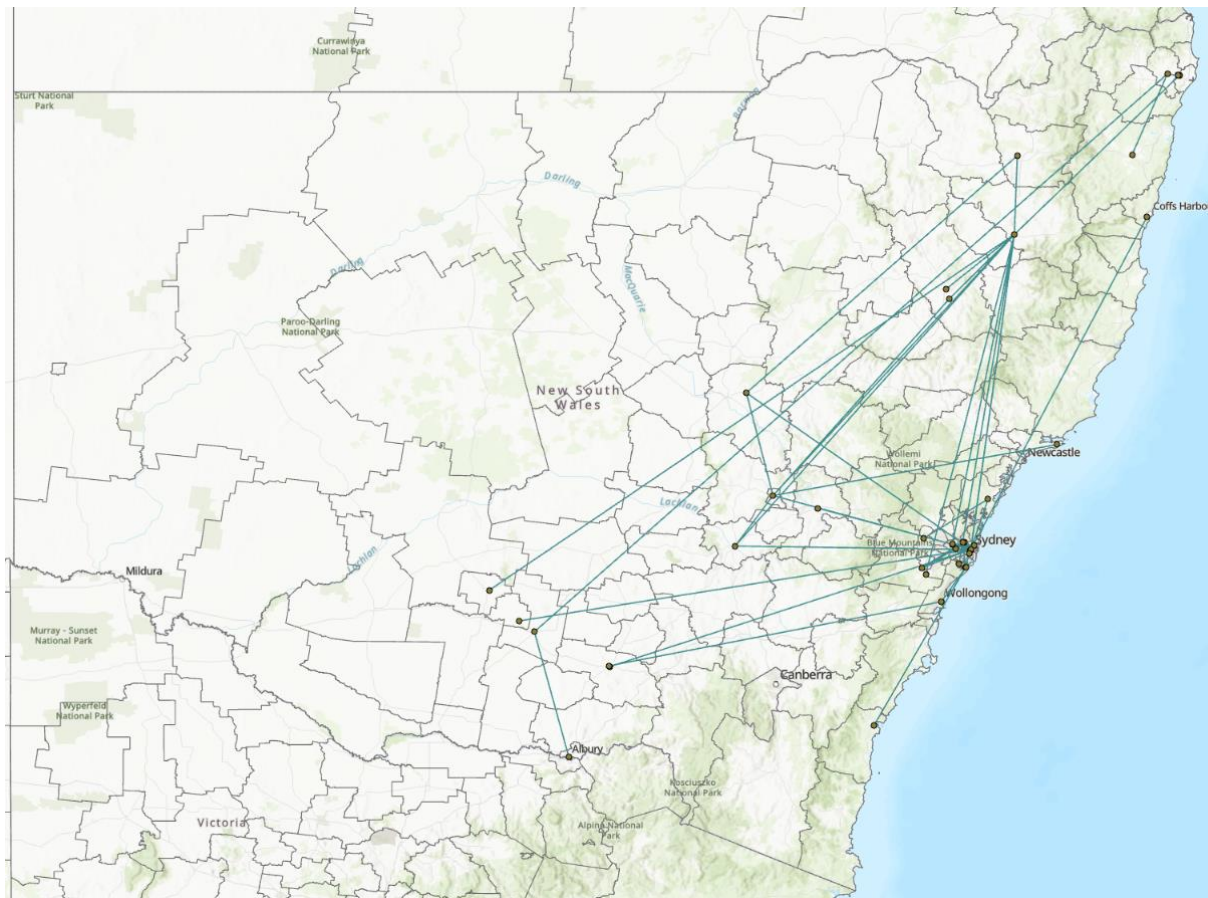 Currawinya
National Park
Sturt National
Park
Barwon
Darling
Coffs Harbo
Darling
MacQuarie
Paroo-Darling
National Park
New South
Wales
Wollemi
National Park
Newcastle
Lachlan
Sydney
Blue Mountains
National Park
Lachlan
Mildura
Wollongong
Murray - Sunset
National Park
Canberra
Wyperfeld
National Park
Albury
Kosciuszko
National Park
Victoria
Alpine National
Park